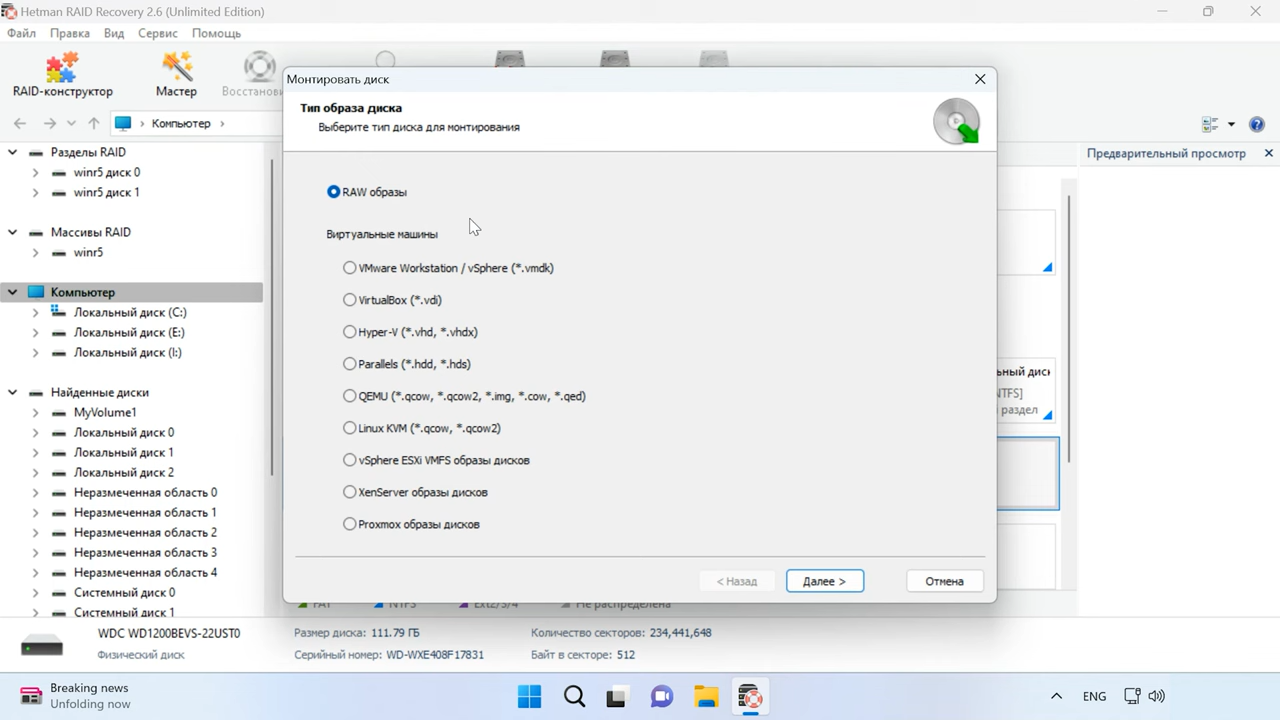 Hetman RAID Recovery 2.6 (Unlimited Edition)
Файл Правка Вид Сервис Помощь
RAID-конструктор
Мастер
Компьютер
Разделы RAID
winr5 диск 0
winr5 диск 1
Массивы RAID
winr5
Компьютер
Локальный диск (C:)
Локальный диск (E:)
Локальный диск (I:)
Найденные диски
MyVolume1
Локальный диск 0
Локальный диск 1
Локальный диск 2
Неразмеченная область 0
Неразмеченная область 1
Неразмеченная область 2
Неразмеченная область 3
Неразмеченная область 4
Системный диск 0
Системный диск 1
Монтировать диск
Тип образа диска
Выберите тип диска для монтирования
RAW образы
Виртуальные машины
VMware Workstation / vSphere (*.vmdk)
VirtualBox (*.vdi)
Hyper-V (*.vhd, *.vhdx)
Parallels (*.hdd, *.hds)
QEMU (*.qcow, *.qcow2, *.img, *.cow, *.qed)
Linux KVM (*.qcow, *.qcow2)
vSphere ESXi VMFS образы дисков
XenServer образы дисков
Proxmox образы дисков
< Назад
Далее >
Отмена
Предварительный просмотр
диск
раздел
WDC WD1200BEVS-22UST0
Физический диск
Размер диска: 111.79 ГБ
Серийный номер: WD-WXE408F17831
Количество секторов: 234,441,648
Байт в секторе: 512
Breaking news
Unfolding now
ENG